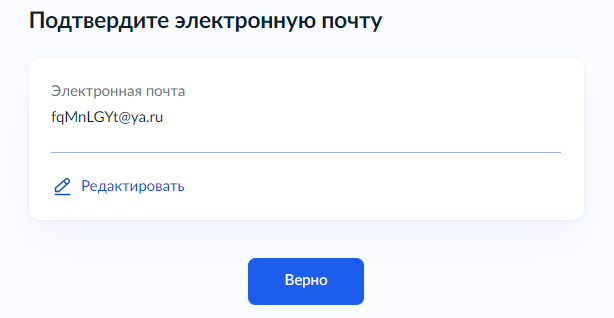 Подтвердите электронную почту
Электронная почта
fqMnLGYt@ya.ru
Редактировать
Верно